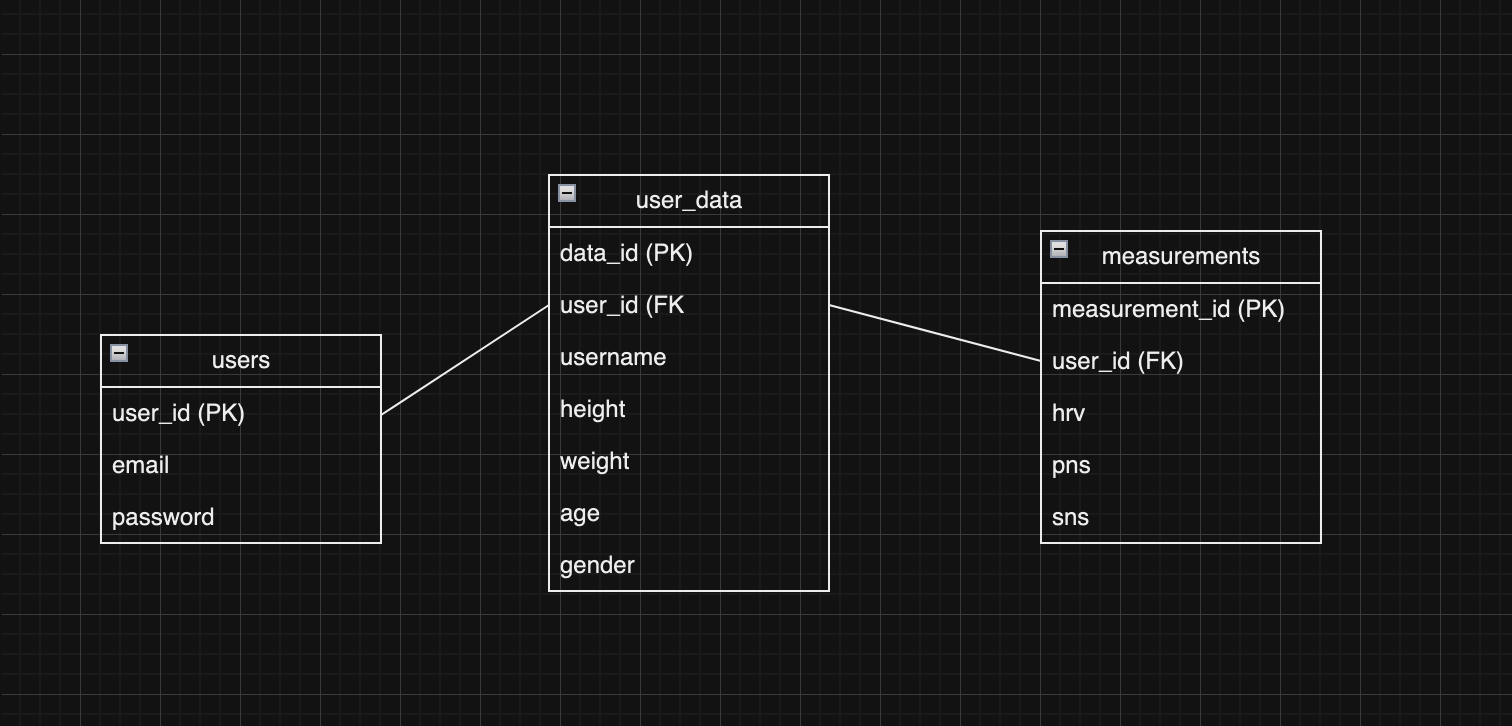 users
user_id (PK)
email
password
user_data
data_id (PK)
user_id (FK
username
height
weight
age
gender
measurements
measurement_id (PK)
user_id (FK)
hrv
pns
sns